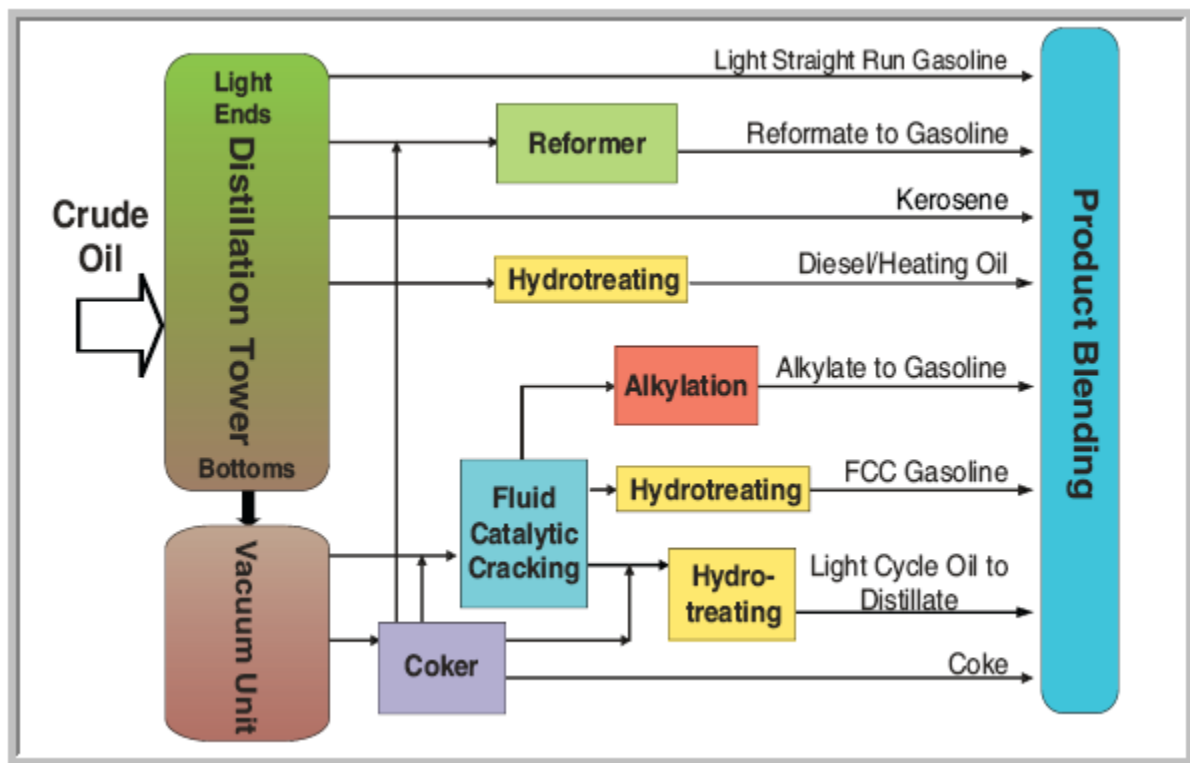 Light
Ends
Distillation Tower
Bottoms
Crude
Oil
Vacuum Unit
Light Straight Run Gasoline
Reformer
Reformate to Gasoline
Kerosene
Hydrotreating
Diesel/Heating Oil
Alkylation
Alkylate to Gasoline
Fluid
Catalytic
Cracking
Hydrotreating
FCC Gasoline
Hydro-
treating
Light Cycle Oil to
Distillate
Coker
Coke
Product Blending